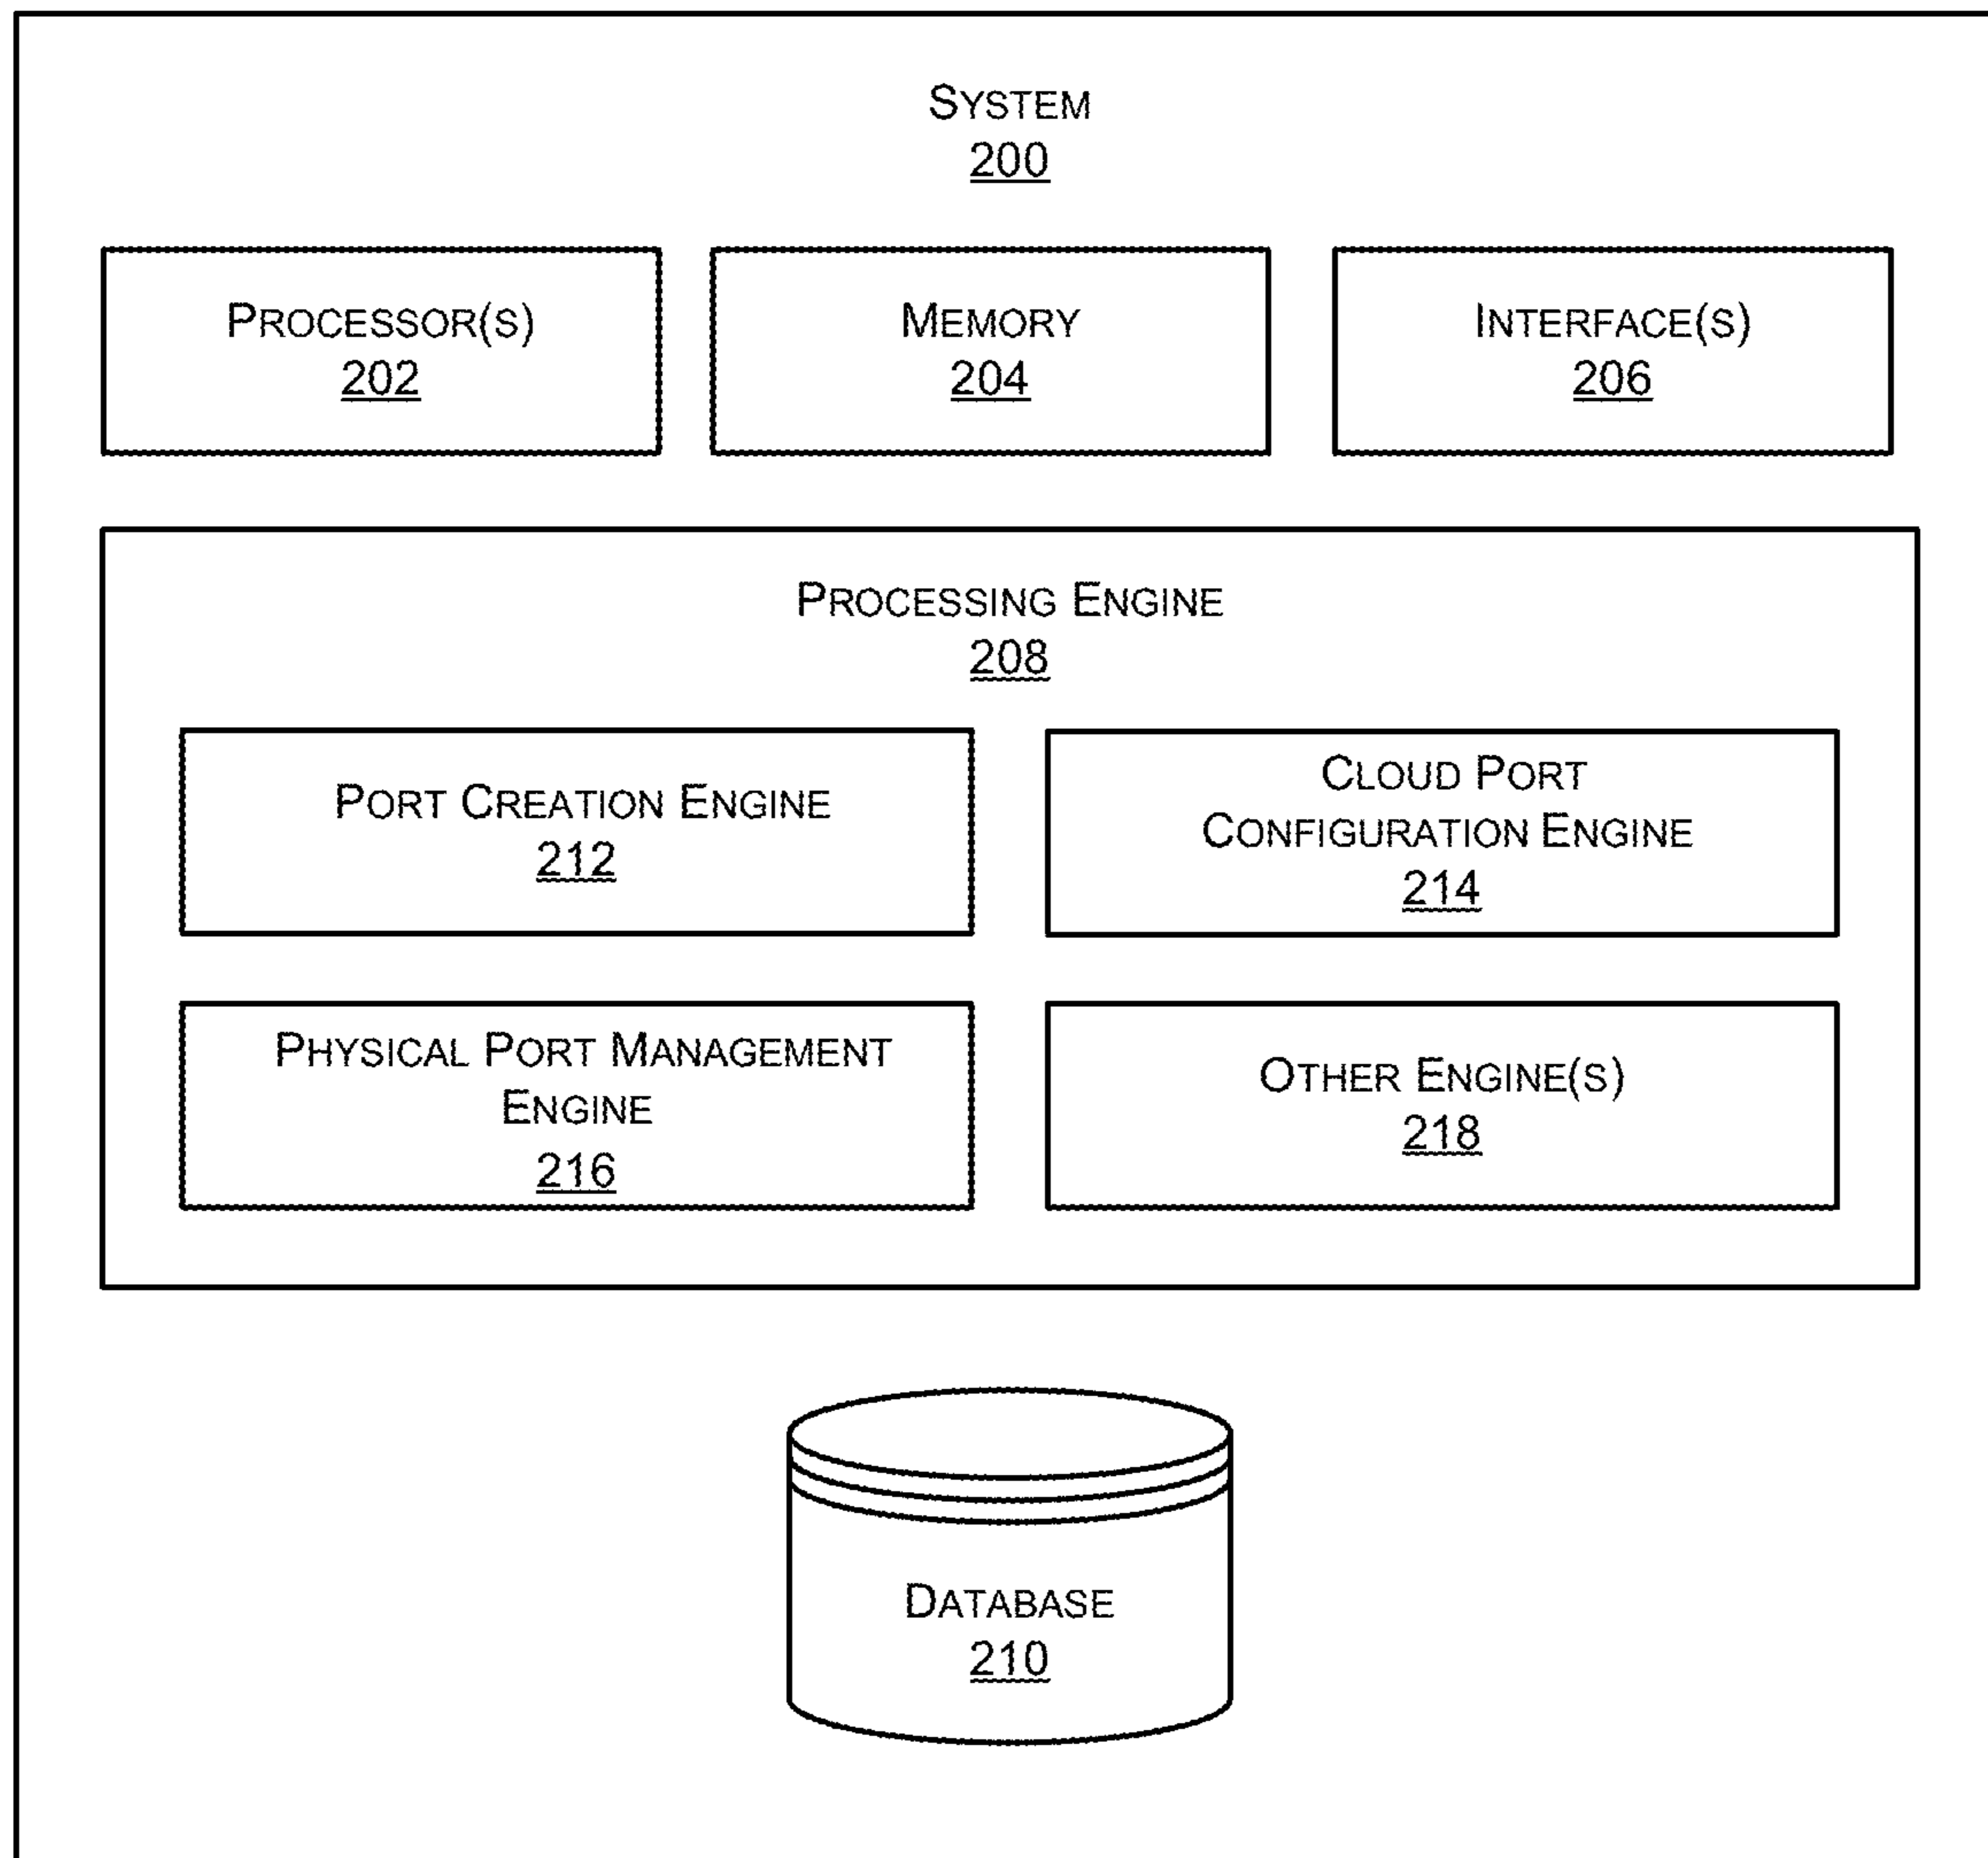 SYSTEM
200
PROCESSOR(S)
202
MEMORY
204
INTERFACE(S)
206
PROCESSING ENGINE
208
PORT CREATION ENGINE
212
CLOUD PORT
CONFIGURATION ENGINE
214
PHYSICAL PORT MANAGEMENT
ENGINE
216
OTHER ENGINE(S)
218
DATABASE
210